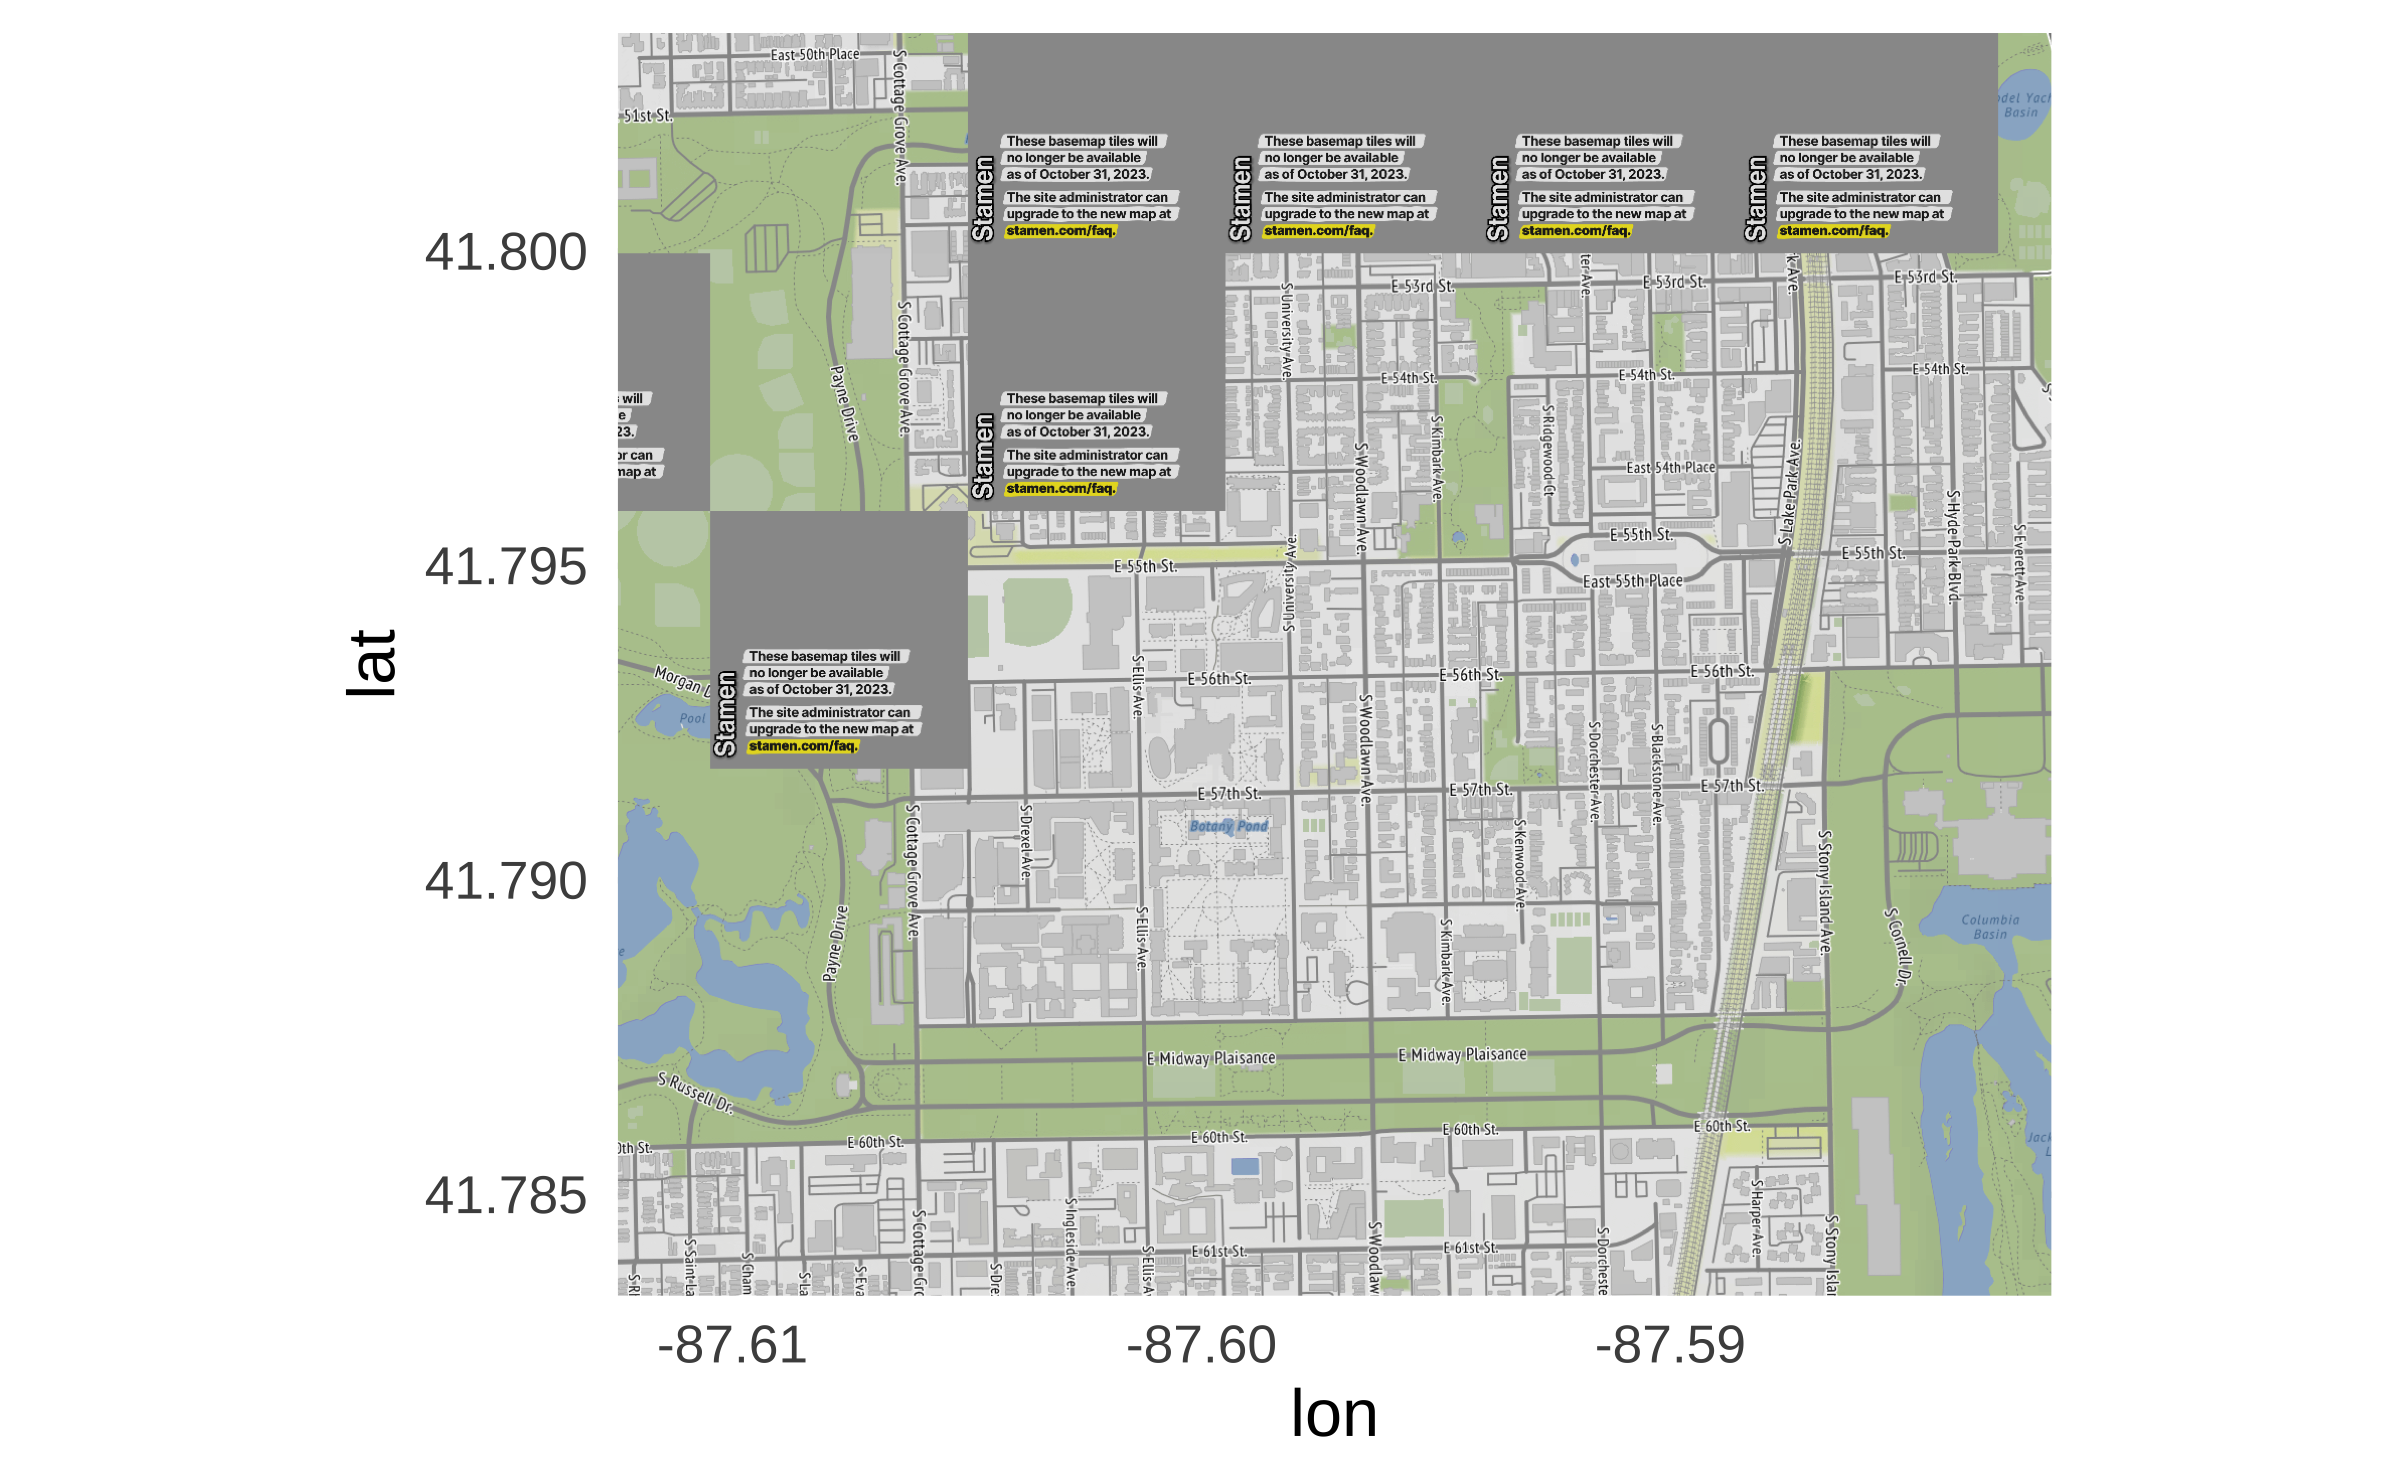 East 50th Place
S Cottage Grove Ave.
51st St.
Basin
These basemap tiles will
no longer be available
as of October 31, 2023.
The site administrator can
upgrade to the new map at
stamen.com/faq.
Stamen
These basemap tiles will
no longer be available
as of October 31, 2023.
The site administrator can
upgrade to the new map at
stamen.com/faq.
Stamen
These basemap tiles will
no longer be available
as of October 31, 2023.
The site administrator can
upgrade to the new map at
stamen.com/faq.
Stamen
These basemap tiles will
no longer be available
as of October 31, 2023.
The site administrator can
upgrade to the new map at
stamen.com/faq.
Stamen
41.800
E 53rd St.
E 53rd St.
E 53rd St.
S University Ave.
S Cottage Grove Ave.
Payne Drive
E 54th St.
E 54th St.
E 54th St.
will
23.
can
map at
These basemap tiles will
no longer be available
as of October 31, 2023.
The site administrator can
upgrade to the new map at
stamen.com/faq.
Stamen
S Kimbark Ave.
S Ridgewood Ct
S Woodlawn Ave.
East 54th Place
S Lake Park Ave.
S Hyde Park Blvd.
S Everett Ave.
41.795
E 55th St.
E 55th St.
E 55th St.
East 55th Place
S University Ave.
lat
These basemap tiles will
no longer be available
as of October 31, 2023.
The site administrator can
upgrade to the new map at
stamen.com/faq.
Stamen
Morgan D
Pool
S Ellis Ave.
E 56th St.
E 56th St.
E 56th St.
S Woodlawn Ave.
S Dorchester Ave.
S Blackstone Ave.
E 57th St.
E 57th St.
E 57th St.
Botany Pond
S Cottage Grove Ave.
S Drexel Ave.
S Kenwood Ave.
S Stony Island Ave.
41.790
Payne Drive
S Ellis Ave.
S Kimbark Ave.
S Cornell Dr.
Columbia
Basin
E Midway Plaisance
E Midway Plaisance
S Russell Dr.
0th St.
E 60th St.
E 60th St.
E 60th St.
E 60th St.
Jack
41.785
S Saint La
S Cham
S La
S Eva
S Cottage Gro
S Dre
S Ingleside Ave.
S Ellis A
E 61st St.
E 61st St.
S Woodlaw
S Dorcheste
S Harper Ave.
S Stony Islan
-87.61
-87.60
-87.59
lon